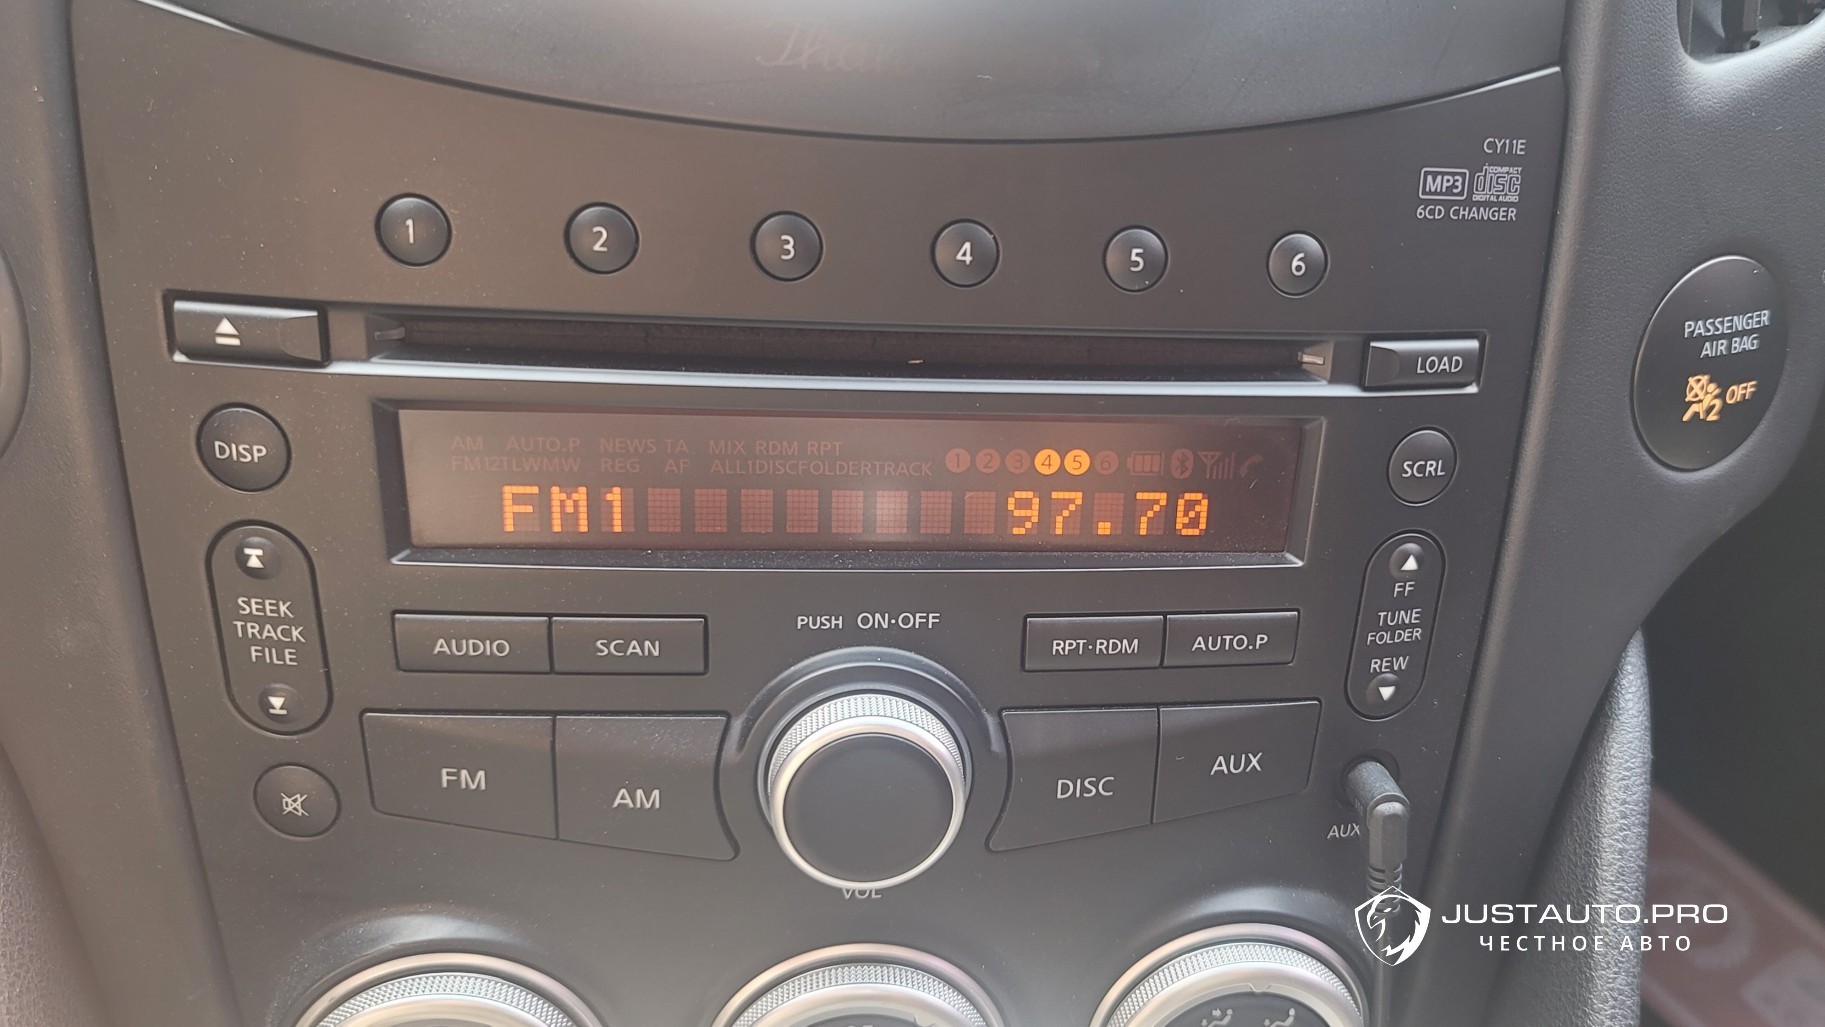 CY11E
MP3 COMPACT disc DIGITAL AUDIO
6CD CHANGER
1 2 3 4 5 6
PASSENGER
AIR BAG
2 OFF
LOAD
DISP
AM AUTO.P NEWS TA MIX RDM RPT
FM12TLWMW REG AF ALL1DISCFOLDERTRACK 1 2 3 4 5 6
FM1 97.70
SCRL
SEEK
TRACK
FILE
FF
TUNE
FOLDER
REW
AUDIO SCAN
PUSH ON·OFF
RPT·RDM AUTO.P
FM AM
DISC AUX
VOL
AUX
JUSTAUTO.PRO
ЧЕСТНОЕ АВТО